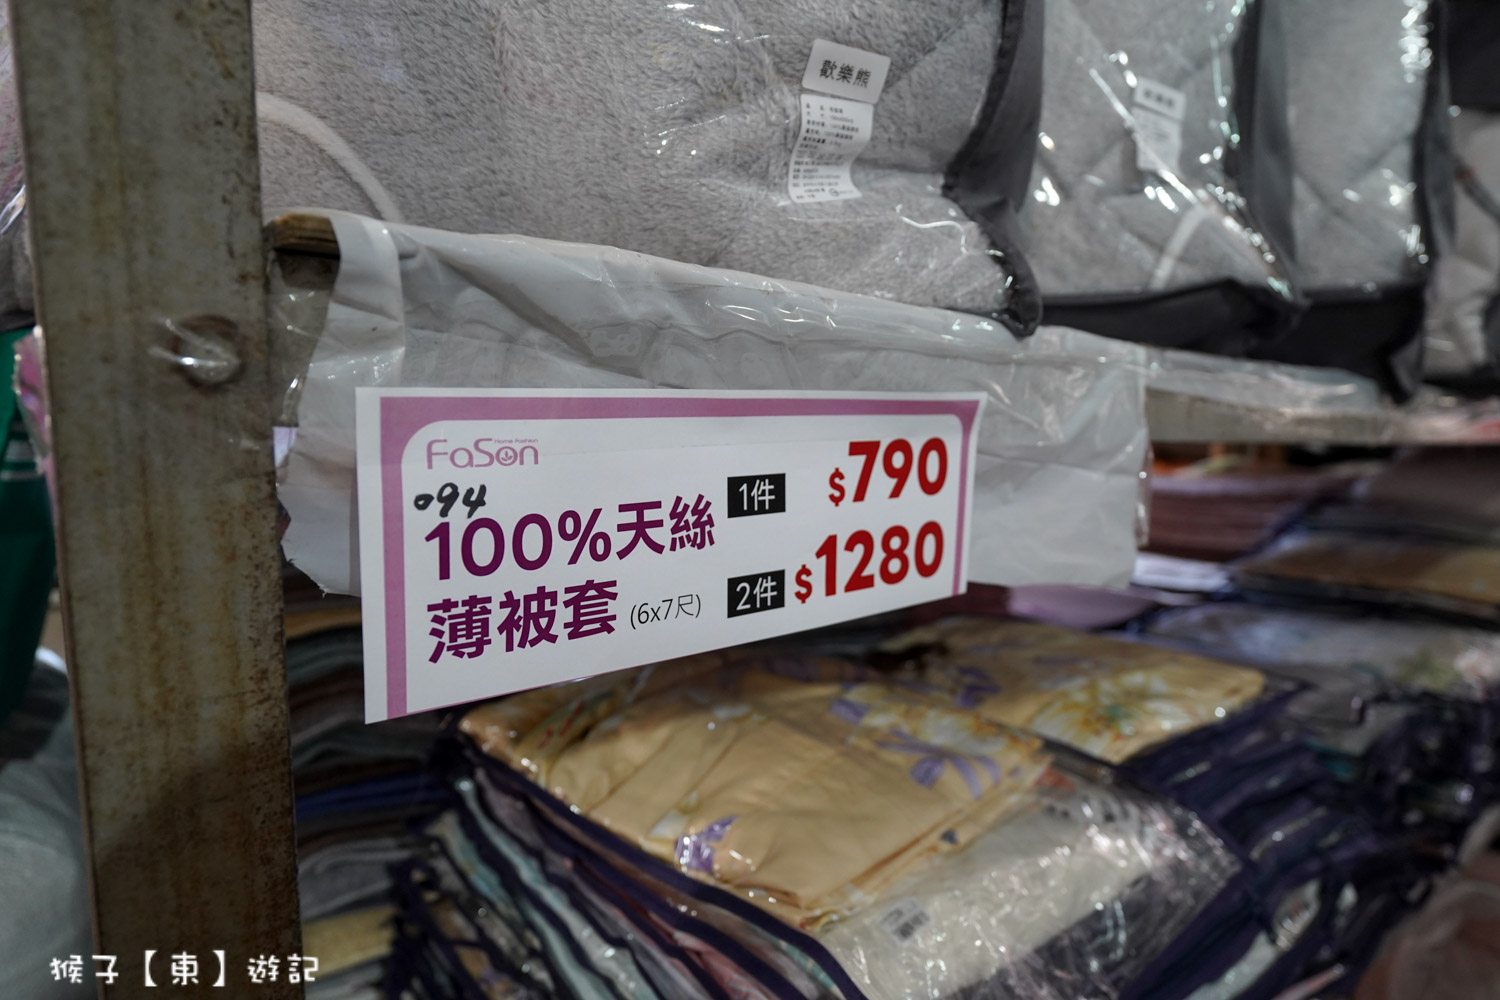 歡樂熊
Home Fashion
FaSon
094
100%天絲
薄被套 (6x7尺)
1件 $790
2件 $1280
猴子【東】遊記